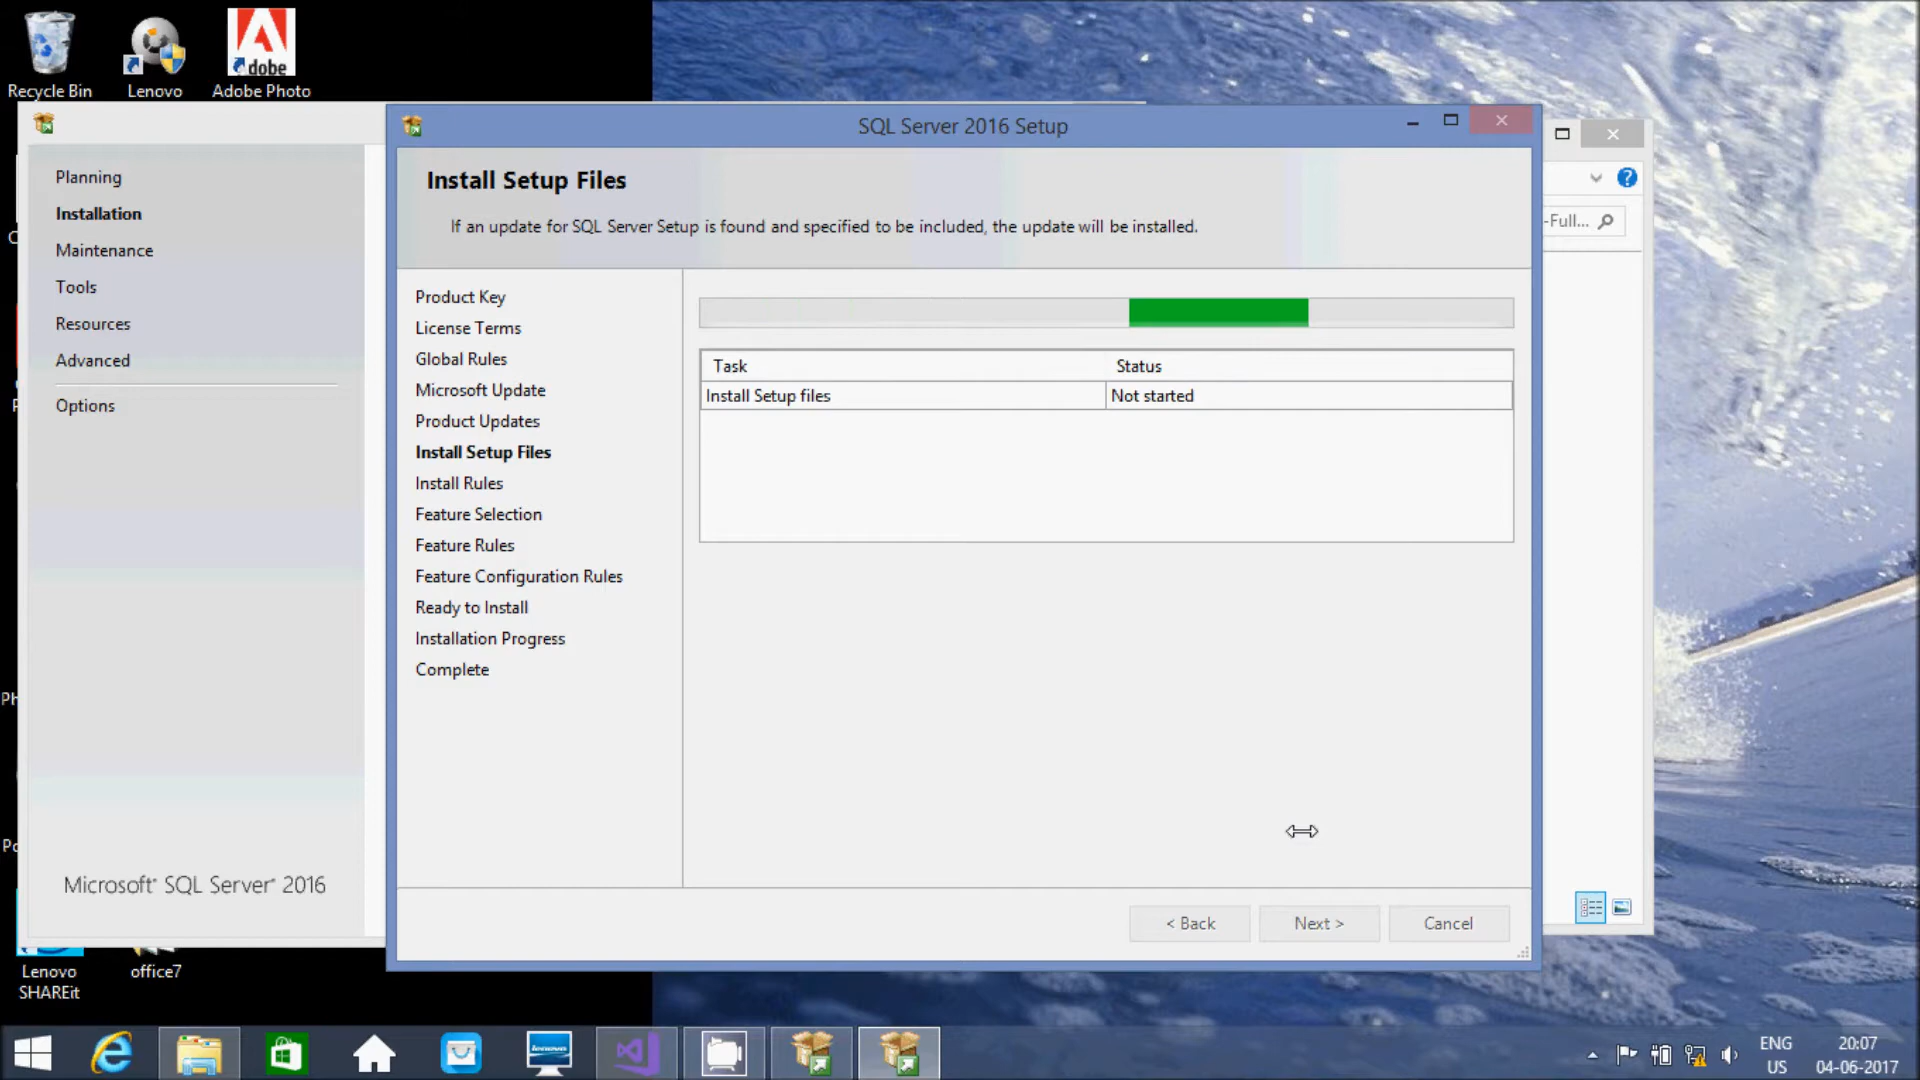 Recycle Bin
Lenovo
Adobe
Adobe Photo
SQL Server 2016 Setup
Planning
Installation
Maintenance
Tools
Resources
Advanced
Options
Microsoft® SQL Server® 2016
Install Setup Files
If an update for SQL Server Setup is found and specified to be included, the update will be installed.
Product Key
License Terms
Global Rules
Microsoft Update
Product Updates
Install Setup Files
Install Rules
Feature Selection
Feature Rules
Feature Configuration Rules
Ready to Install
Installation Progress
Complete
Task Status
Install Setup files Not started
< Back Next > Cancel
-Full...
Lenovo
SHAREit
office7
lenovo
ENG
US
20:07
04-06-2017